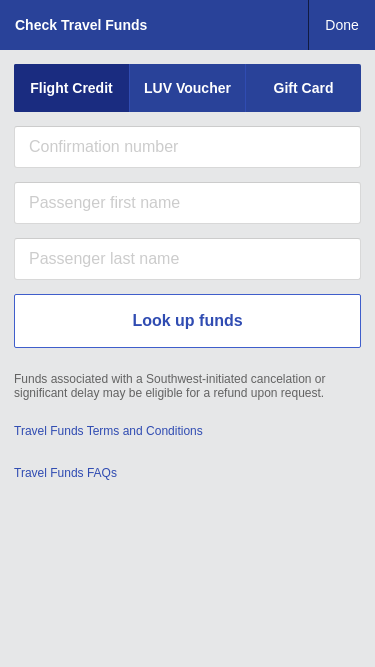 Check Travel Funds
Done
Flight Credit
LUV Voucher
Gift Card
Confirmation number
Passenger first name
Passenger last name
Look up funds
Funds associated with a Southwest-initiated cancelation or
significant delay may be eligible for a refund upon request.
Travel Funds Terms and Conditions
Travel Funds FAQs